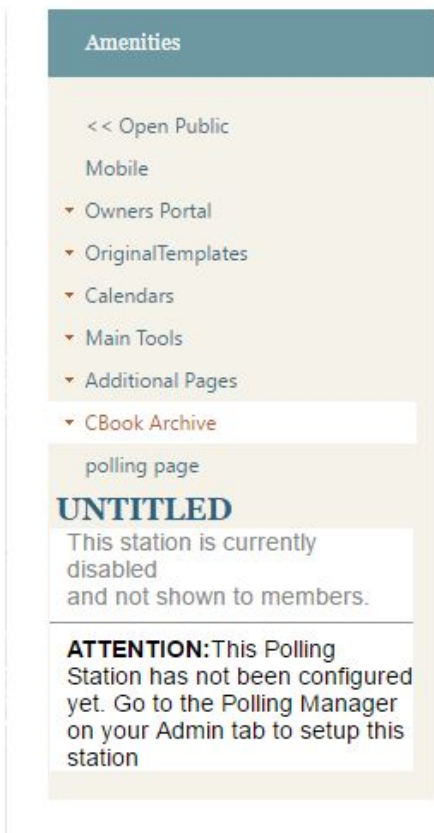 Amenities
<< Open Public
Mobile
Owners Portal
OriginalTemplates
Calendars
Main Tools
Additional Pages
CBook Archive
polling page
UNTITLED
This station is currently
disabled
and not shown to members.
ATTENTION:This Polling
Station has not been configured
yet. Go to the Polling Manager
on your Admin tab to setup this
station